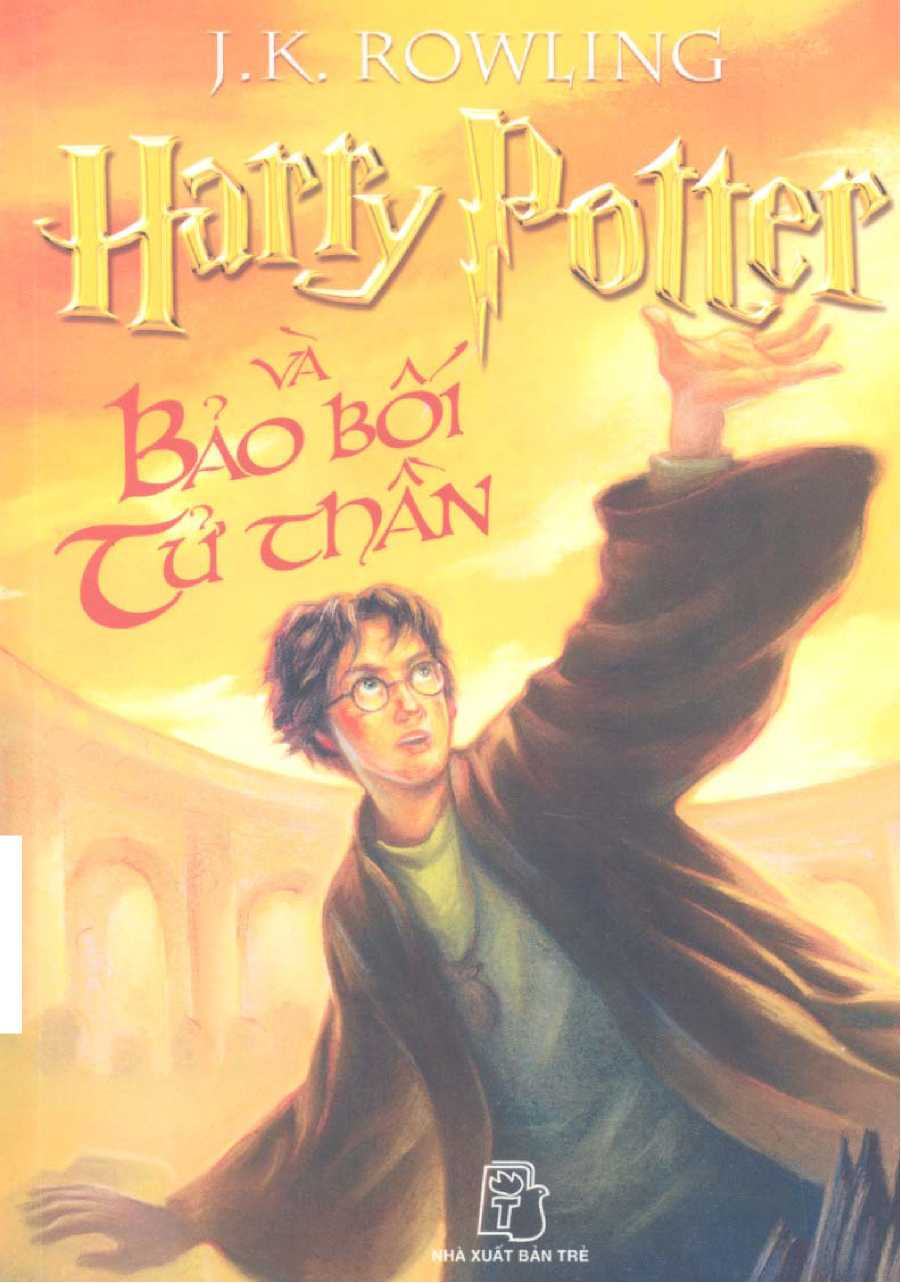 J.K. ROWLING
Harry Potter
VÀ
BẢO BỐI
TỬ THẦN
T
NHÀ XUẤT BẢN TRẺ